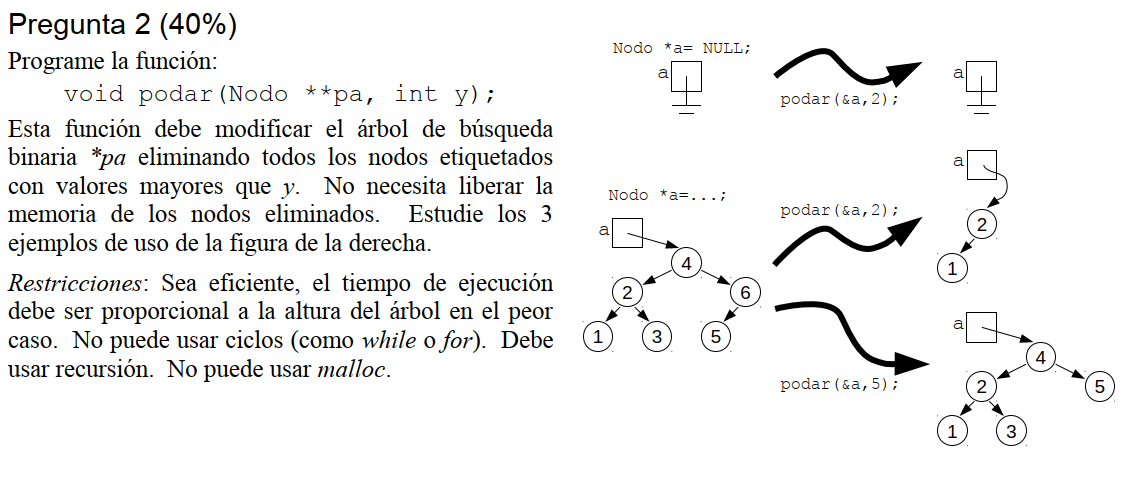 Pregunta 2 (40%)
Programe la función:
void podar(Nodo **pa, int y);
Esta función debe modificar el árbol de búsqueda
binaria *pa eliminando todos los nodos etiquetados
con valores mayores que y. No necesita liberar la
memoria de los nodos eliminados. Estudie los 3
ejemplos de uso de la figura de la derecha.
Restricciones: Sea eficiente, el tiempo de ejecución
debe ser proporcional a la altura del árbol en el peor
caso. No puede usar ciclos (como while o for). Debe
usar recursión. No puede usar malloc.
Nodo *a= NULL;
a
podar(&a,2);
a
Nodo *a=...;
a
4
2
6
1
3
5
podar(&a,2);
a
2
1
podar(&a,5);
a
4
2
5
1
3